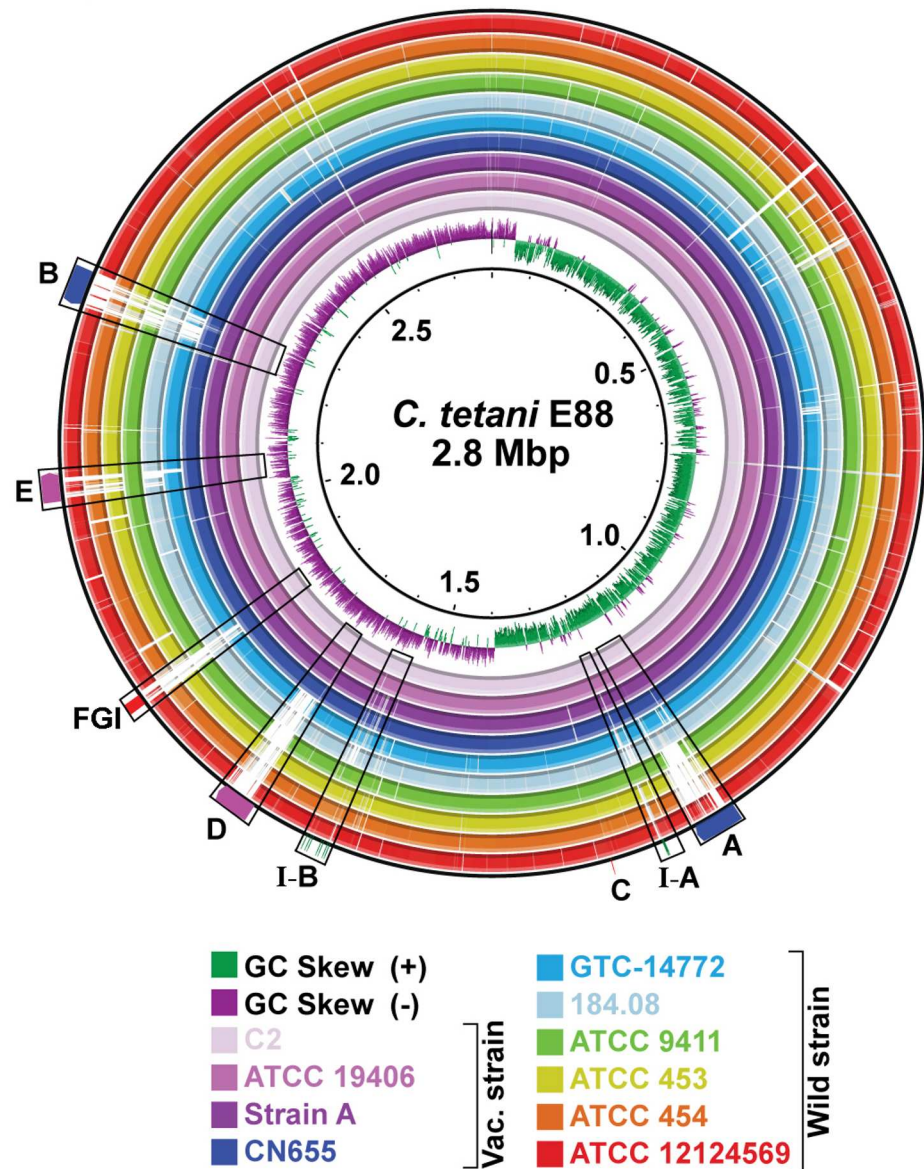 2.5
0.5
C. tetani E88
2.8 Mbp
2.0
1.0
1.5
B
E
FGI
D
I-B
C
I-A
A
GC Skew (+)
GC Skew (-)
C2
ATCC 19406
Strain A
CN655
Vac. strain
GTC-14772
184.08
ATCC 9411
ATCC 453
ATCC 454
ATCC 12124569
Wild strain